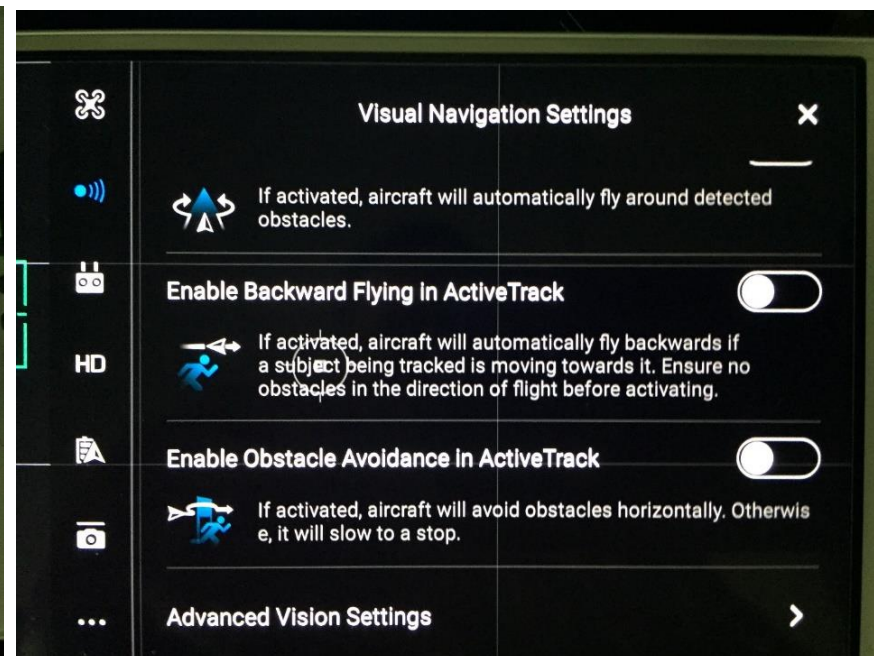 Visual Navigation Settings
If activated, aircraft will automatically fly around detected
obstacles.
Enable Backward Flying in ActiveTrack
If activated, aircraft will automatically fly backwards if
a subject being tracked is moving towards it. Ensure no
obstacles in the direction of flight before activating.
HD
Enable Obstacle Avoidance in ActiveTrack
If activated, aircraft will avoid obstacles horizontally. Otherwis
e, it will slow to a stop.
Advanced Vision Settings